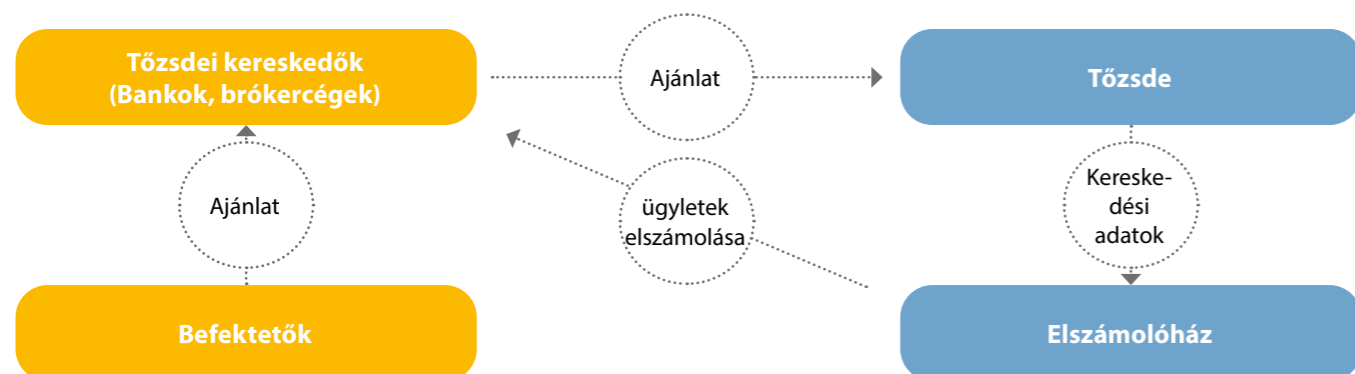 Tőzsdei kereskedők
(Bankok, brókercégek)
Ajánlat
Tőzsde
Ajánlat
ügyletek
elszámolása
Kereske-
dési
adatok
Befektetők
Elszámolóház